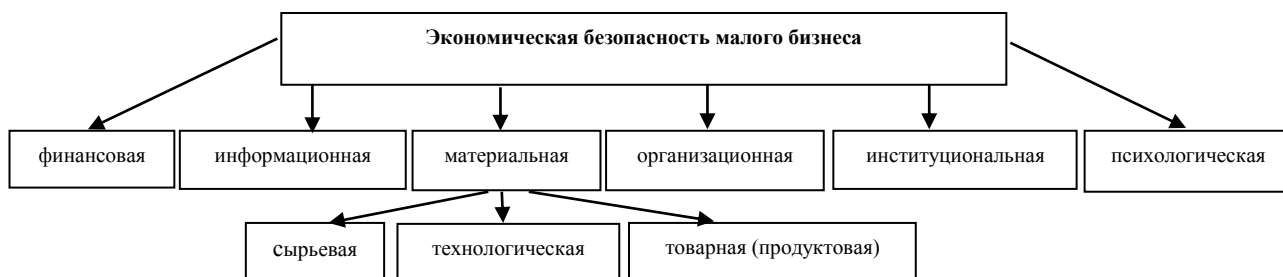 Экономическая безопасность малого бизнеса
финансовая
информационная
материальная
организационная
институциональная
психологическая
сырьевая
технологическая
товарная (продуктовая)